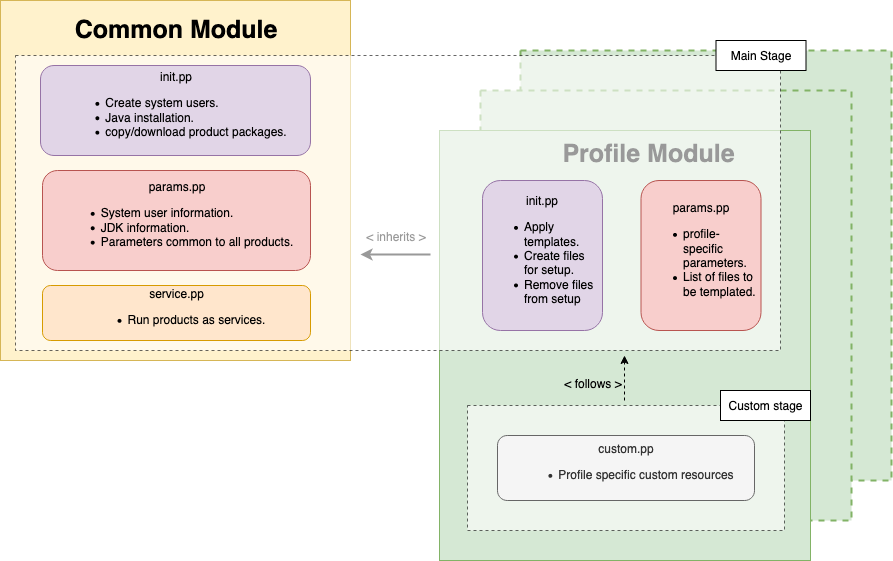 Common Module
Main Stage
init.pp
• Create system users.
• Java installation.
• copy/download product packages.
params.pp
• System user information.
• JDK information.
• Parameters common to all products.
service.pp
• Run products as services.
< inherits >
Profile Module
init.pp
• Apply
templates.
• Create files
for setup.
• Remove files
from setup
params.pp
• profile-
specific
parameters.
• List of files to
be templated.
< follows >
Custom stage
custom.pp
• Profile specific custom resources